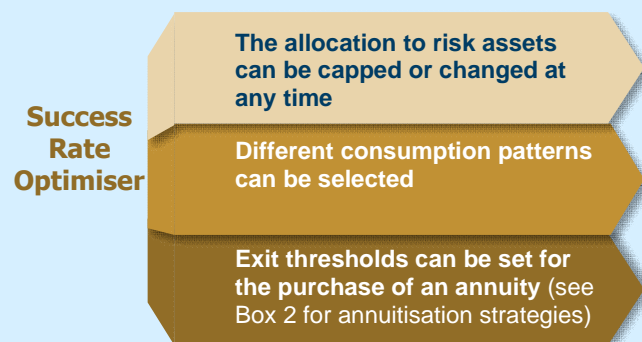 Success
Rate
Optimiser
The allocation to risk assets
can be capped or changed at
any time
Different consumption patterns
can be selected
Exit thresholds can be set for
the purchase of an annuity (see
Box 2 for annuitisation strategies)